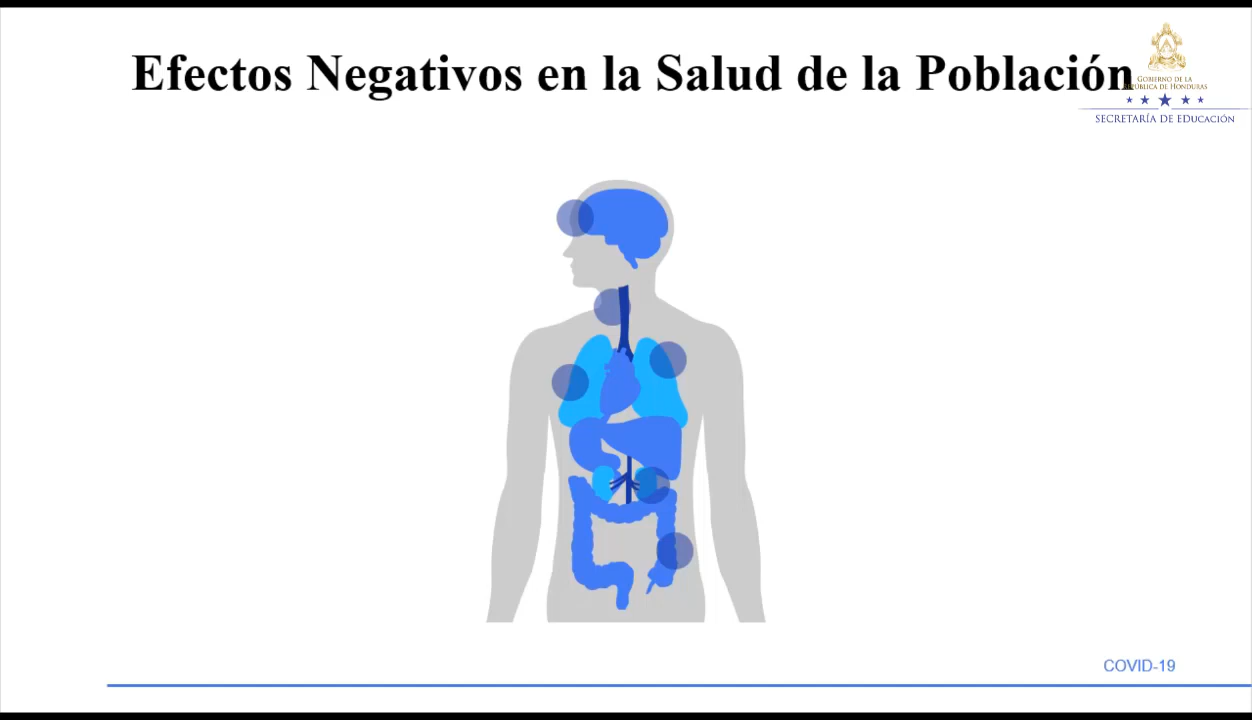 Efectos Negativos en la Salud de la Población
GOBIERNO DE LA
REPÚBLICA DE HONDURAS
SECRETARÍA DE EDUCACIÓN
COVID-19